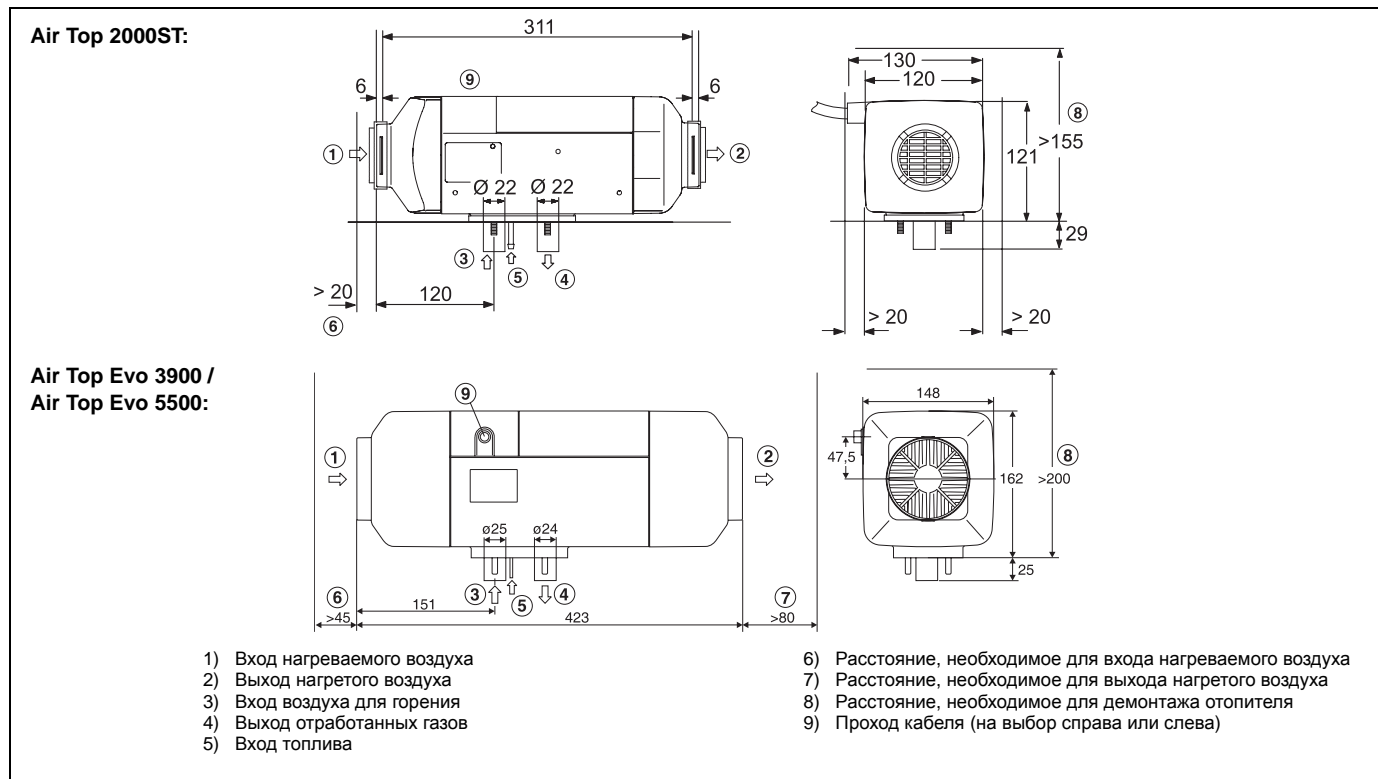 Air Top 2000ST:
311
6
⑨
6
①
②
Ø 22
Ø 22
③
⑤
④
> 20
120
⑥
130
120
⑧
>155
121
29
> 20
> 20
Air Top Evo 3900 /
Air Top Evo 5500:
⑨
①
②
ø25
ø24
③
⑤
④
⑥
151
⑦
>45
423
>80
148
47,5
⑧
162
>200
25
1) Вход нагреваемого воздуха
2) Выход нагретого воздуха
3) Вход воздуха для горения
4) Выход отработанных газов
5) Вход топлива
6) Расстояние, необходимое для входа нагреваемого воздуха
7) Расстояние, необходимое для выхода нагретого воздуха
8) Расстояние, необходимое для демонтажа отопителя
9) Проход кабеля (на выбор справа или слева)